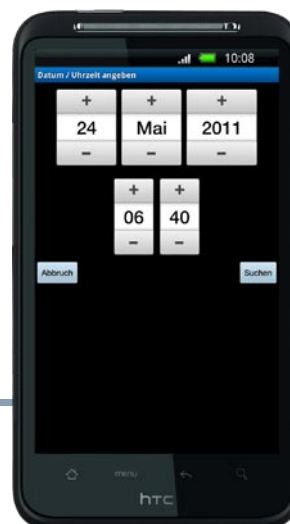 10:08
Datum / Uhrzeit angeben
+ + +
24 Mai 2011
− − −
+ +
06 40
− −
Abbruch Suchen
menu
hTC